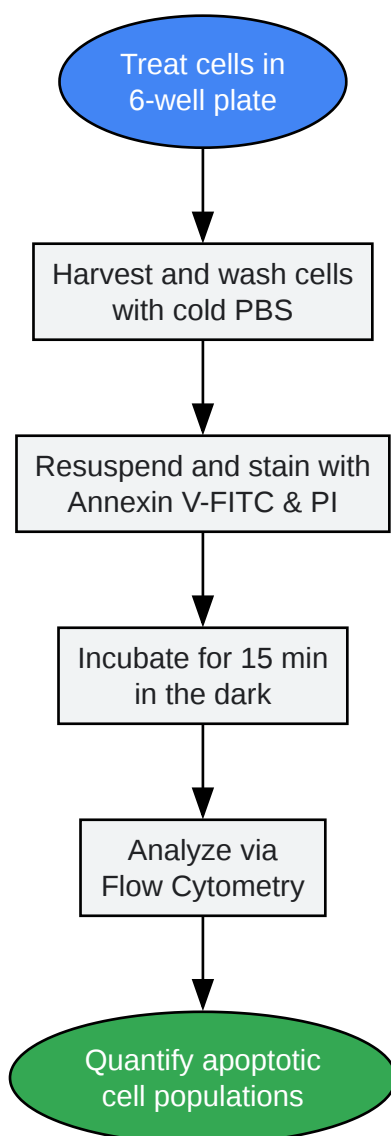 Treat cells in
6-well plate
Harvest and wash cells
with cold PBS
Resuspend and stain with
Annexin V-FITC & PI
Incubate for 15 min
in the dark
Analyze via
Flow Cytometry
Quantify apoptotic
cell populations